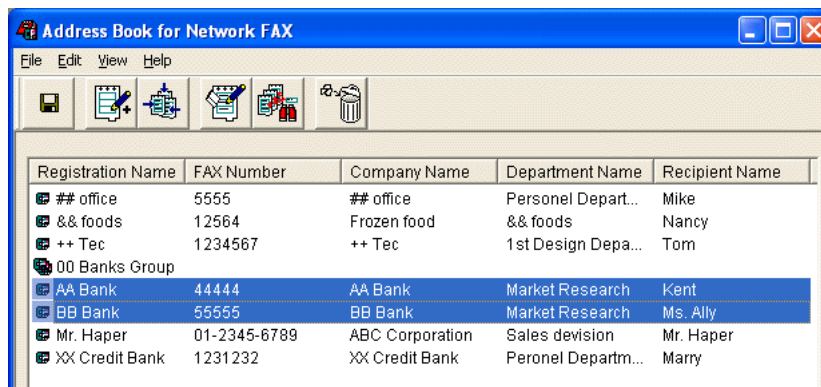 Address Book for Network FAX
File Edit View Help
Registration Name FAX Number Company Name Department Name Recipient Name
## office 5555 ## office Personel Depart... Mike
&& foods 12564 Frozen food && foods Nancy
++ Tec 1234567 ++ Tec 1st Design Depa... Tom
00 Banks Group
AA Bank 44444 AA Bank Market Research Kent
BB Bank 55555 BB Bank Market Research Ms. Ally
Mr. Haper 01-2345-6789 ABC Corporation Sales devision Mr. Haper
XX Credit Bank 1231232 XX Credit Bank Peronel Departm... Marry